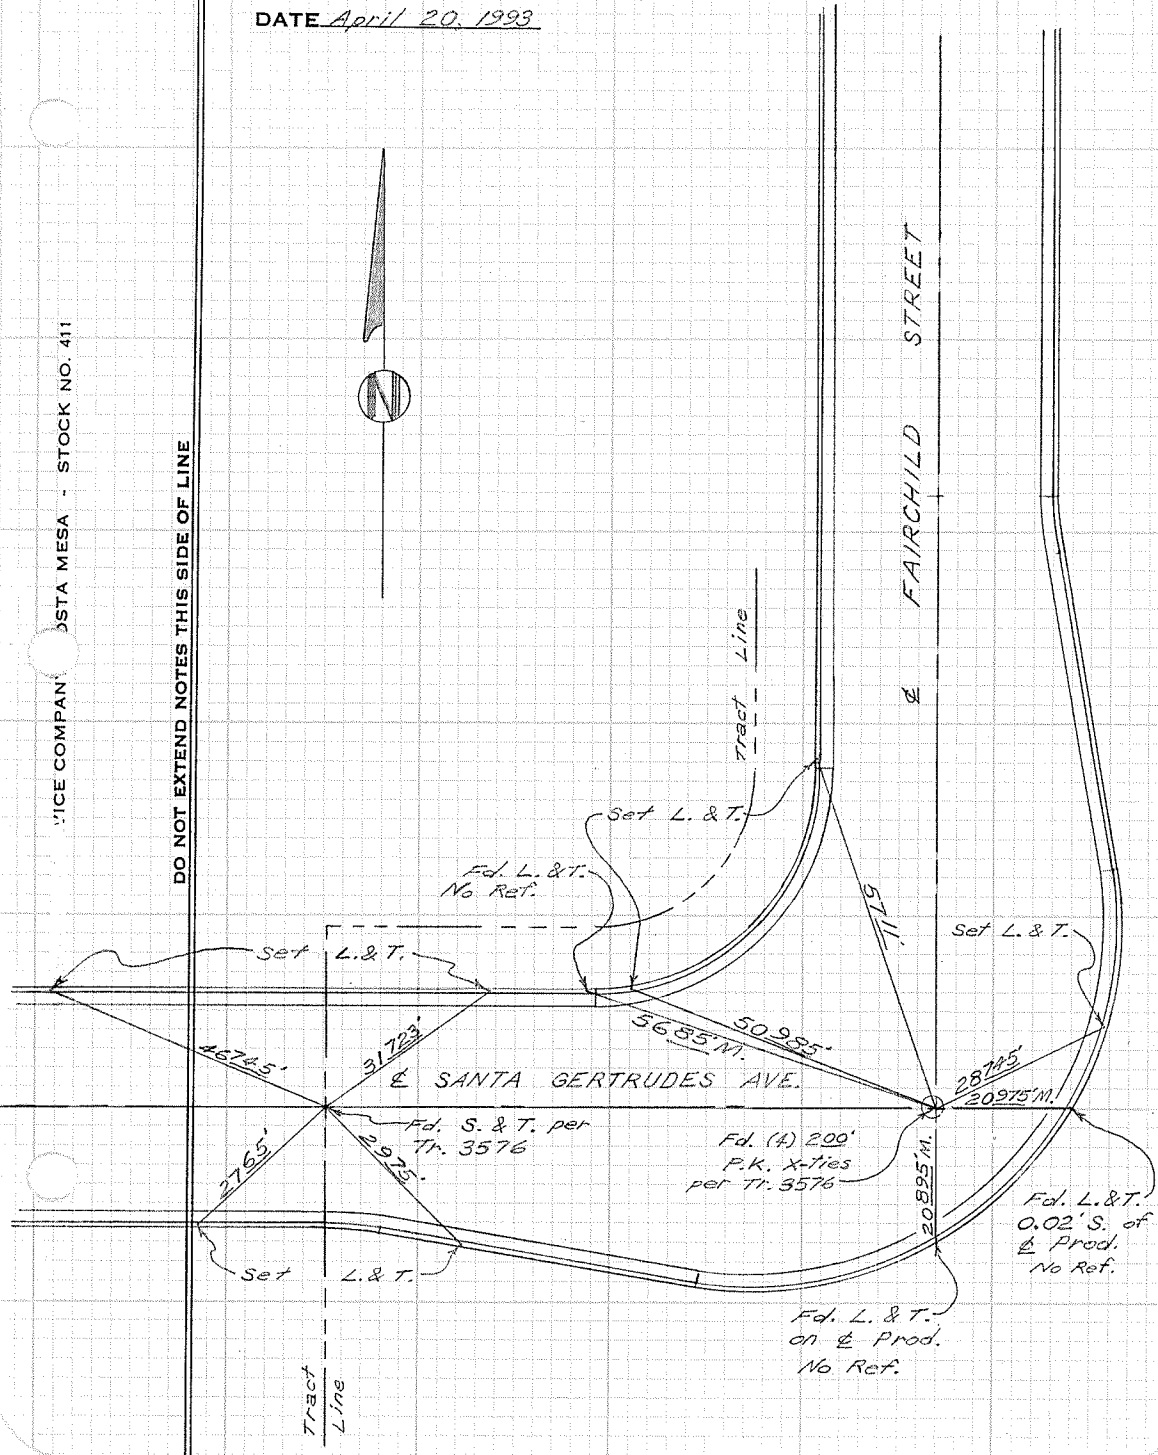 DATE April 20, 1993
VICE COMPAN
OSTA MESA - STOCK NO. 411
DO NOT EXTEND NOTES THIS SIDE OF LINE
N
℄ FAIRCHILD STREET
Tract Line
Set L. & T.
Fd. L. & T.
No Ref.
Set L. & T.
57.11'
Set L. & T.
46.745'
31.723'
56.85' M.
50.985'
28.745'
20.975' M.
℄ SANTA GERTRUDES AVE.
Fd. S. & T. per
Tr. 3576
27.65'
29.75'
Fd. (4) 2.00'
P.K. X-ties
per Tr. 3576
20.895' M.
Fd. L. & T.
0.02' S. of
℄ Prod.
No Ref.
Set L. & T.
Fd. L. & T.
on ℄ Prod.
No Ref.
Tract
Line